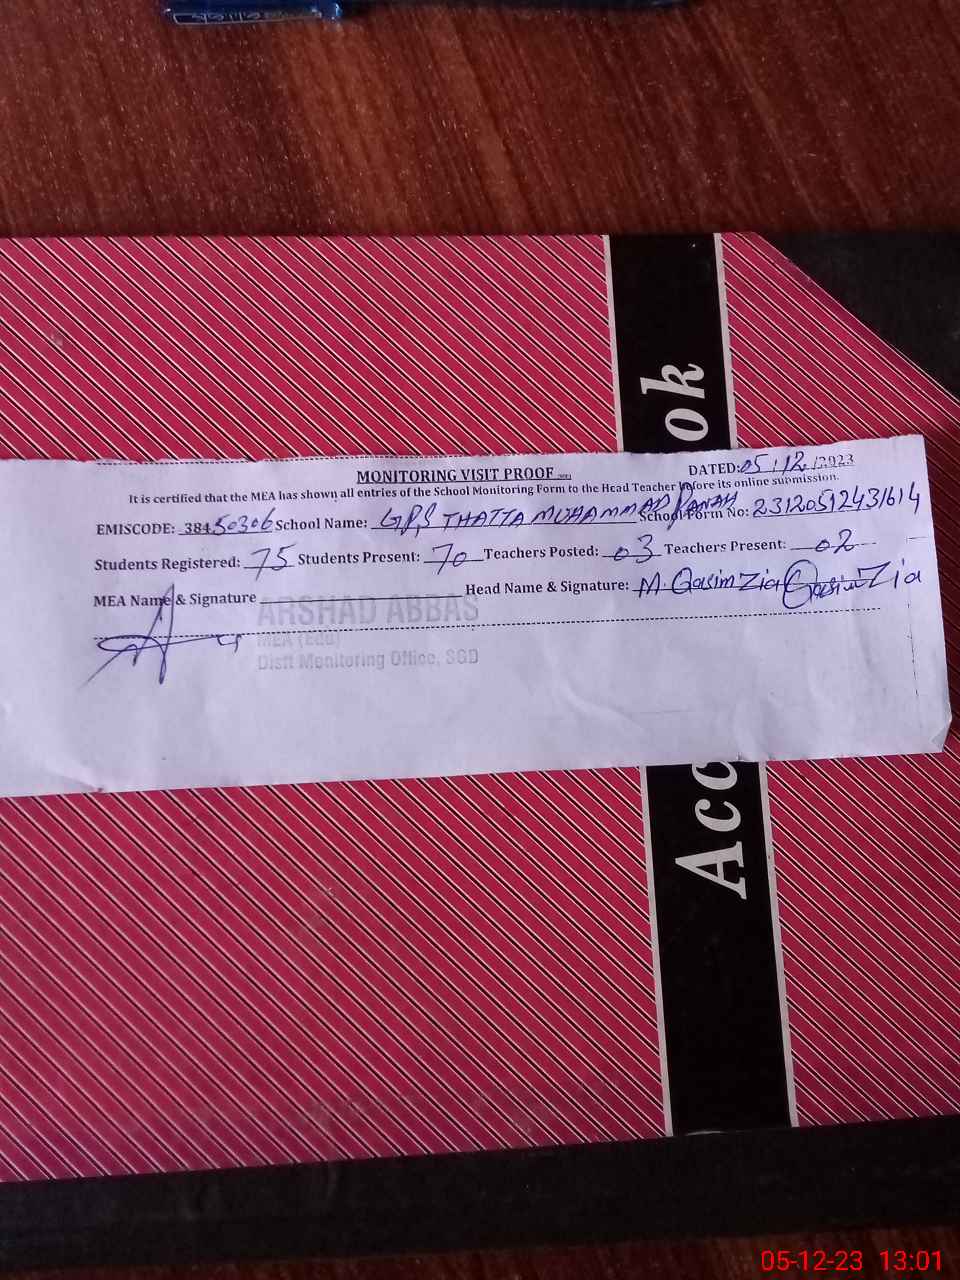 ok
MONITORING VISIT PROOF
DATED: 05/12/2023
It is certified that the MEA has shown all entries of the School Monitoring Form to the Head Teacher before its online submission.
EMISCODE: 38450306 School Name: GPS THATTA MUHAMMAD PANAH School Form No: 23120512431614
Students Registered: 75 Students Present: 70 Teachers Posted: 03 Teachers Present: 02
MEA Name & Signature Head Name & Signature: M. Qasim Zia Qasim Zia
ARSHAD ABBAS
MEA (Edu)
Distt Monitoring Office, SGD
Acc
05-12-23 13:01